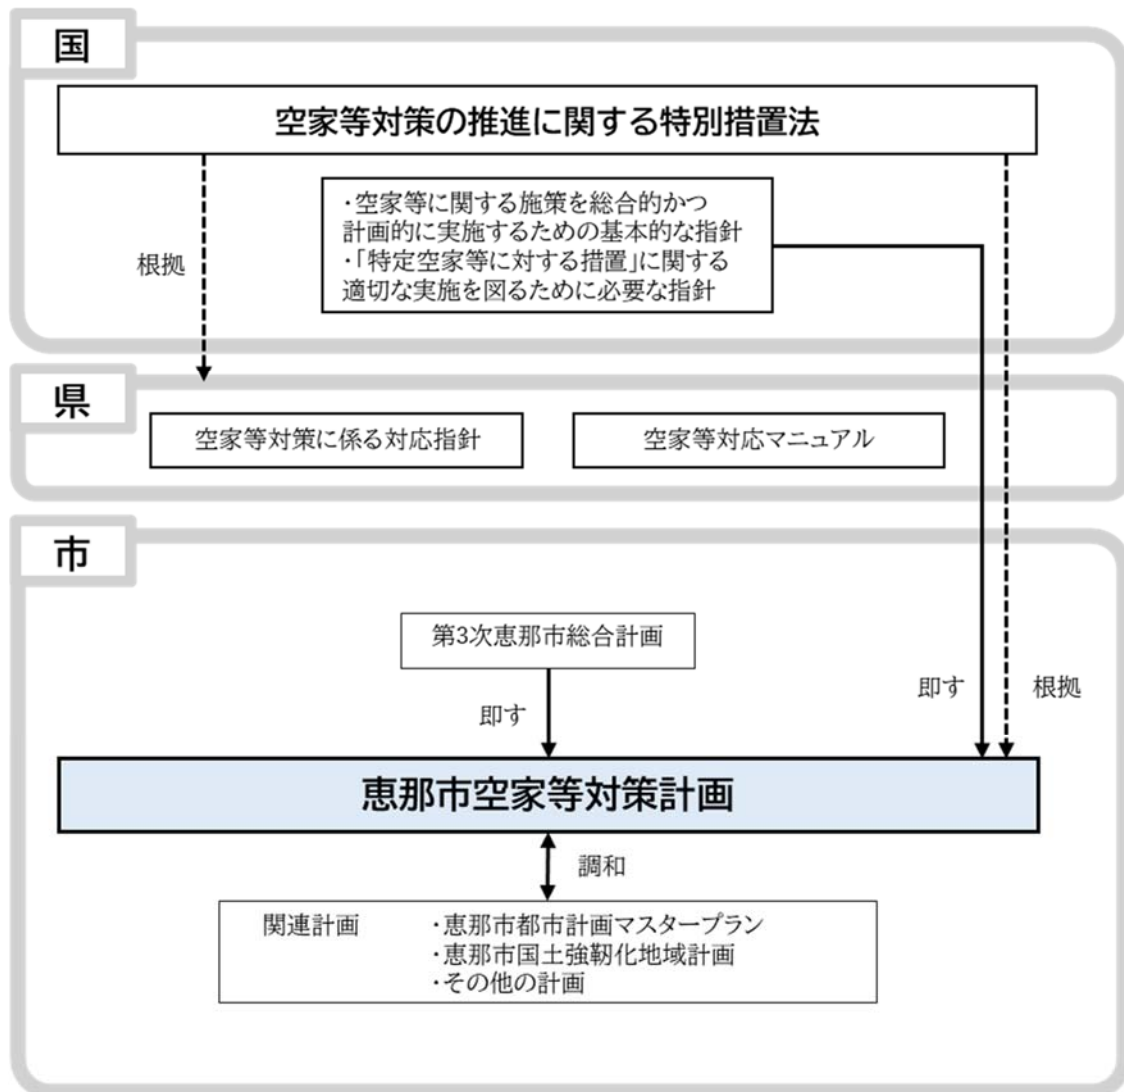 国
空家等対策の推進に関する特別措置法
・空家等に関する施策を総合的かつ
計画的に実施するための基本的な指針
・「特定空家等に対する措置」に関する
適切な実施を図るために必要な指針
根拠
県
空家等対策に係る対応指針
空家等対応マニュアル
市
第3次恵那市総合計画
即す
即す
根拠
恵那市空家等対策計画
調和
関連計画 ・恵那市都市計画マスタープラン
・恵那市国土強靭化地域計画
・その他の計画